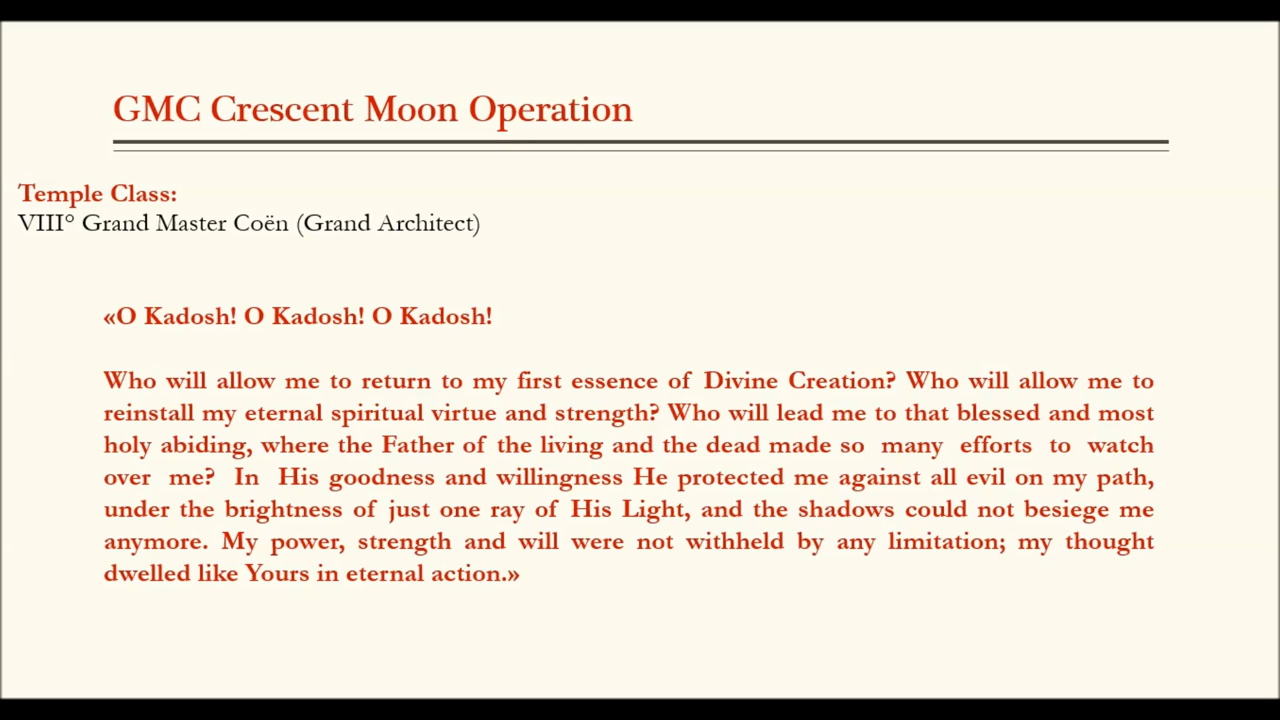 GMC Crescent Moon Operation
Temple Class:
VIII° Grand Master Coën (Grand Architect)
«O Kadosh! O Kadosh! O Kadosh!
Who will allow me to return to my first essence of Divine Creation? Who will allow me to
reinstall my eternal spiritual virtue and strength? Who will lead me to that blessed and most
holy abiding, where the Father of the living and the dead made so many efforts to watch
over me? In His goodness and willingness He protected me against all evil on my path,
under the brightness of just one ray of His Light, and the shadows could not besiege me
anymore. My power, strength and will were not withheld by any limitation; my thought
dwelled like Yours in eternal action.»